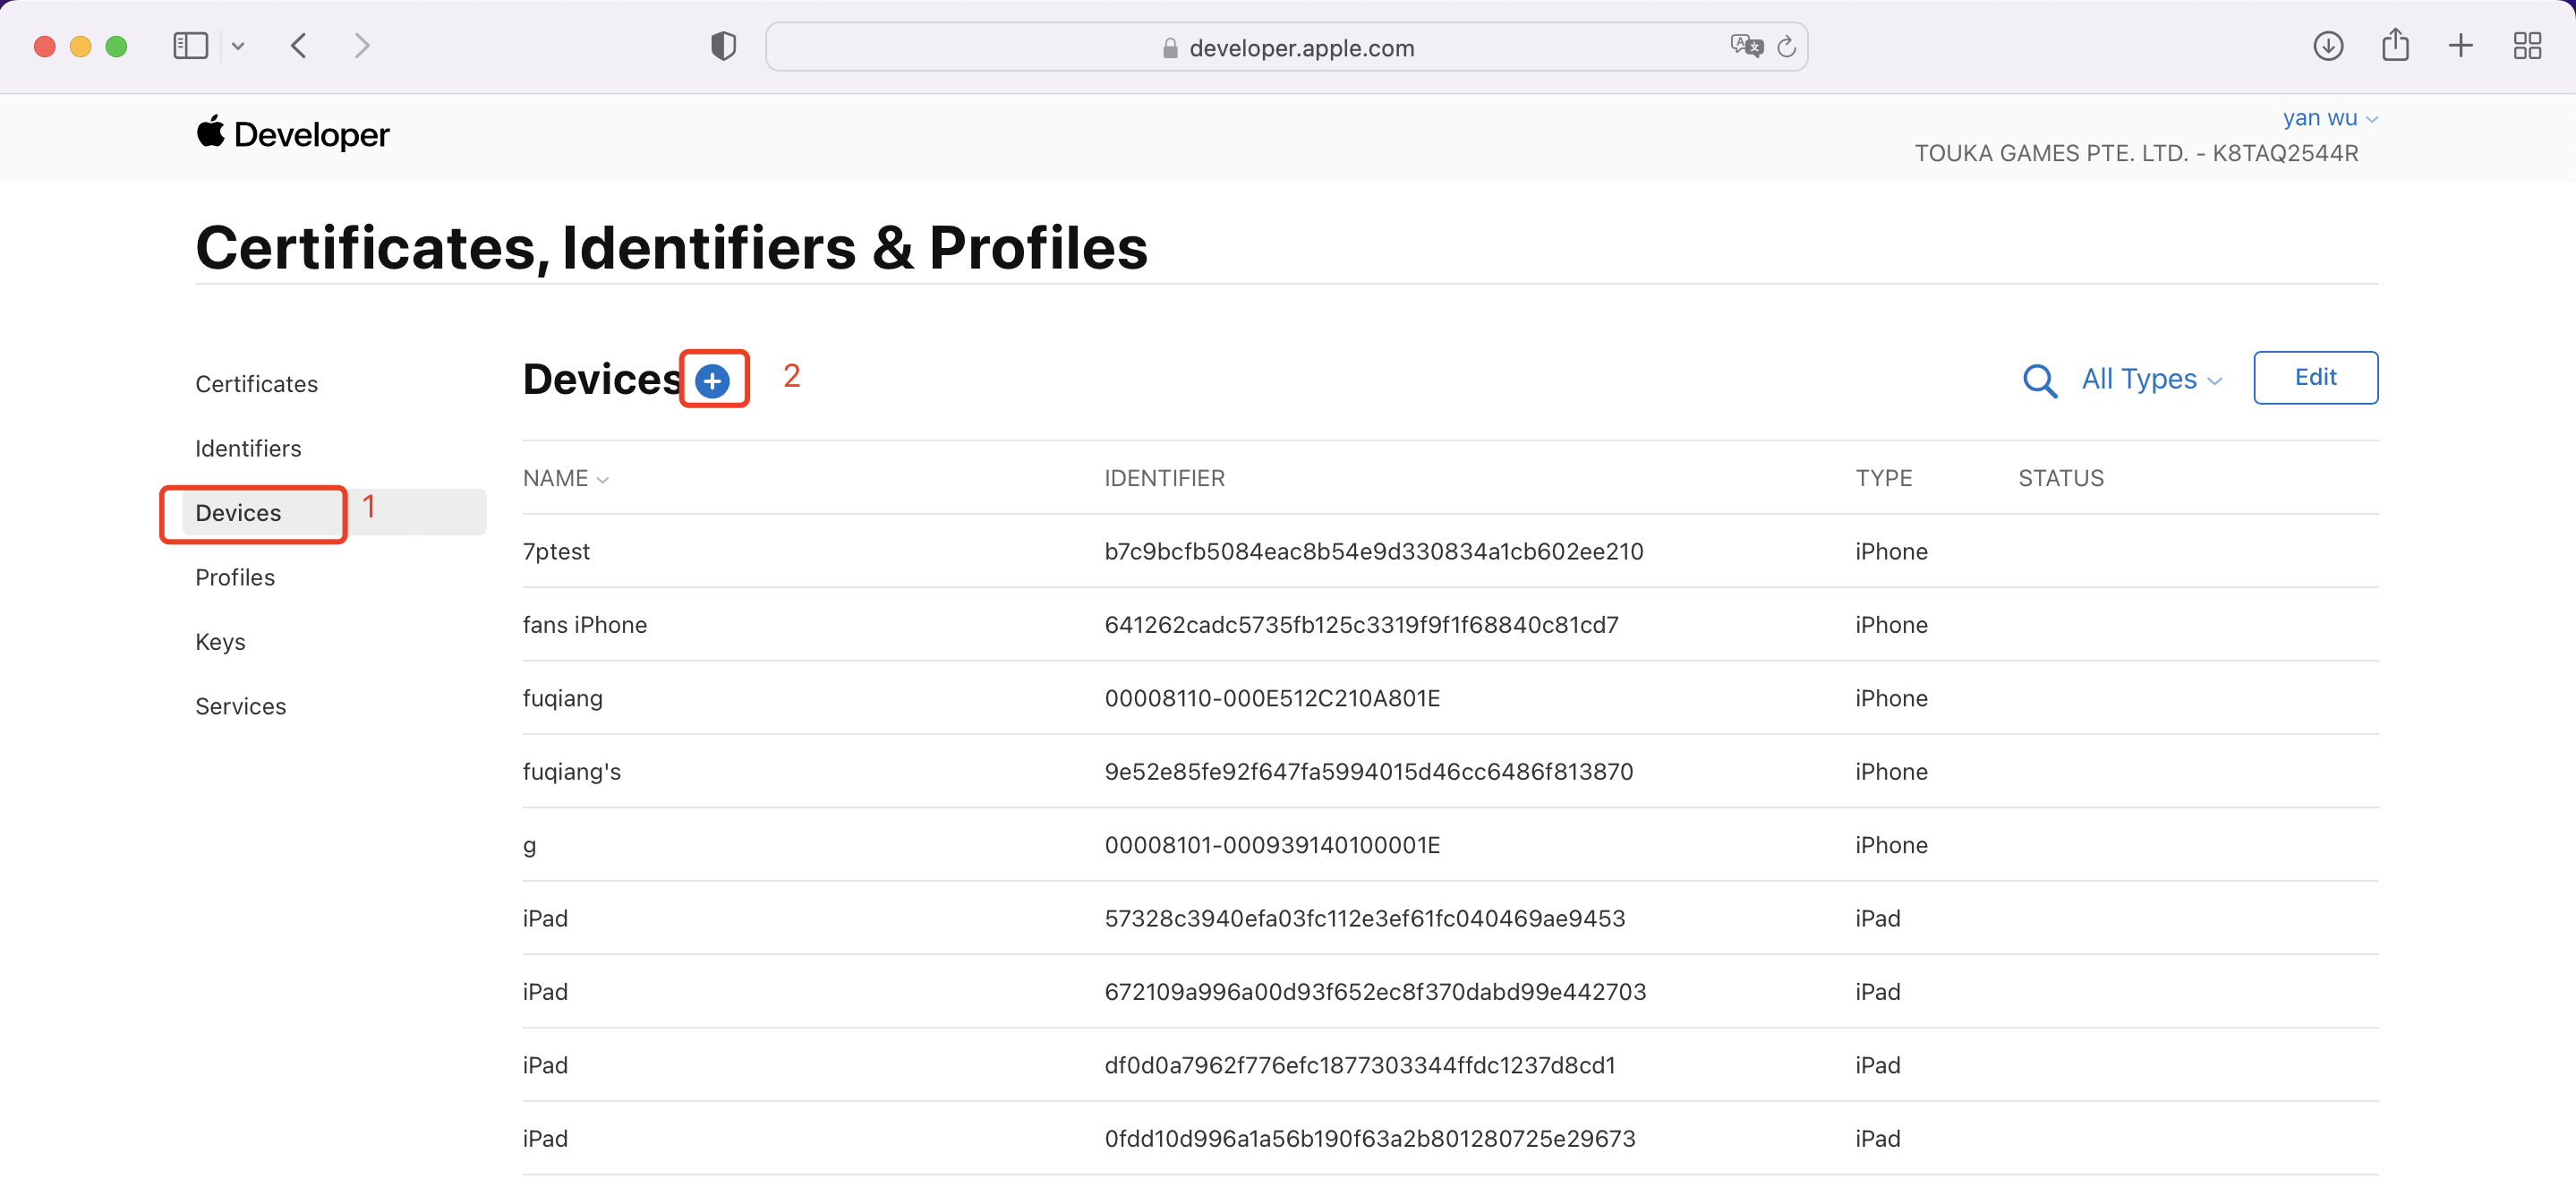 developer.apple.com
Developer
yan wu
TOUKA GAMES PTE. LTD. - K8TAQ2544R
Certificates, Identifiers & Profiles
Certificates
Identifiers
Devices 1
Profiles
Keys
Services
Devices 2
All Types
Edit
NAME IDENTIFIER TYPE STATUS
7ptest b7c9bcfb5084eac8b54e9d330834a1cb602ee210 iPhone
fans iPhone 641262cadc5735fb125c3319f9f1f68840c81cd7 iPhone
fuqiang 00008110-000E512C210A801E iPhone
fuqiang's 9e52e85fe92f647fa5994015d46cc6486f813870 iPhone
g 00008101-000939140100001E iPhone
iPad 57328c3940efa03fc112e3ef61fc040469ae9453 iPad
iPad 672109a996a00d93f652ec8f370dabd99e442703 iPad
iPad df0d0a7962f776efc1877303344ffdc1237d8cd1 iPad
iPad 0fdd10d996a1a56b190f63a2b801280725e29673 iPad